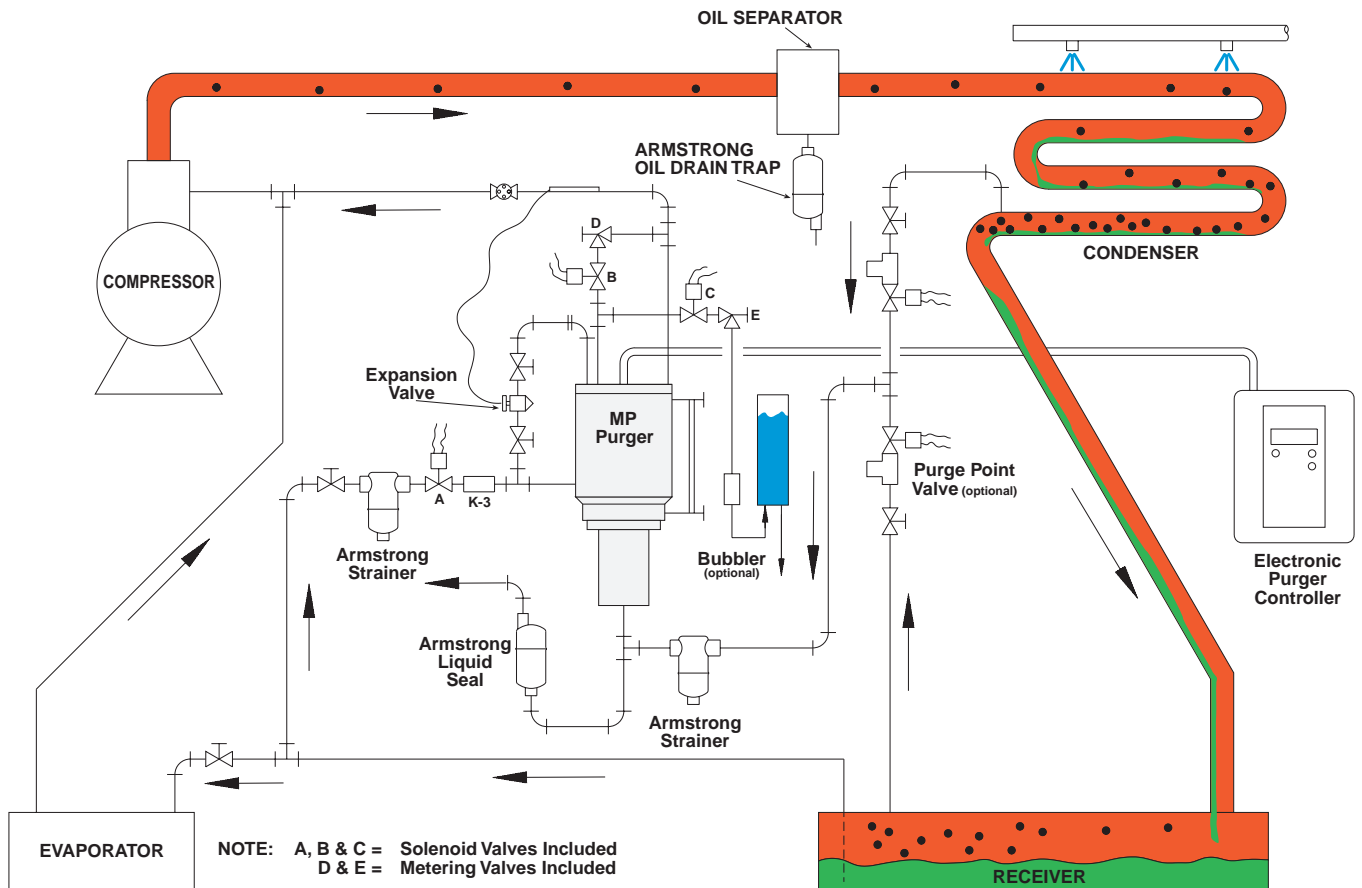 OIL SEPARATOR
ARMSTRONG
OIL DRAIN TRAP
CONDENSER
COMPRESSOR
D
B
C
E
Expansion
Valve
MP
Purger
A
K-3
Armstrong
Strainer
Bubbler
(optional)
Purge Point
Valve (optional)
Electronic
Purger
Controller
Armstrong
Liquid
Seal
Armstrong
Strainer
EVAPORATOR
NOTE: A, B & C = Solenoid Valves Included
D & E = Metering Valves Included
RECEIVER